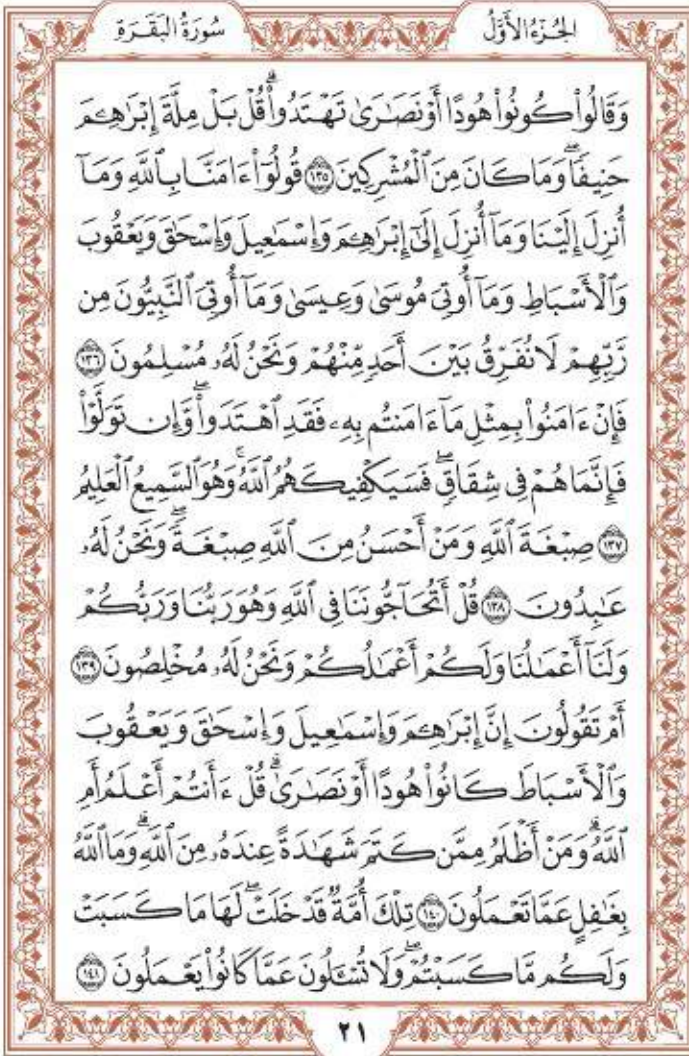 الجُزْءُ الأَوَّلُ
سُورَةُ البَقَرَةِ
وَقَالُواْ كُونُواْ هُودًا أَوۡ نَصَٰرَىٰ تَهۡتَدُواْۗ قُلۡ بَلۡ مِلَّةَ إِبۡرَٰهِـۧمَ
حَنِيفٗاۖ وَمَا كَانَ مِنَ ٱلۡمُشۡرِكِينَ ١٣٥ قُولُوٓاْ ءَامَنَّا بِٱللَّهِ وَمَآ
أُنزِلَ إِلَيۡنَا وَمَآ أُنزِلَ إِلَىٰٓ إِبۡرَٰهِـۧمَ وَإِسۡمَٰعِيلَ وَإِسۡحَٰقَ وَيَعۡقُوبَ
وَٱلۡأَسۡبَاطِ وَمَآ أُوتِيَ مُوسَىٰ وَعِيسَىٰ وَمَآ أُوتِيَ ٱلنَّبِيُّونَ مِن
رَّبِّهِمۡ لَا نُفَرِّقُ بَيۡنَ أَحَدٖ مِّنۡهُمۡ وَنَحۡنُ لَهُۥ مُسۡلِمُونَ ١٣٦
فَإِنۡ ءَامَنُواْ بِمِثۡلِ مَآ ءَامَنتُم بِهِۦ فَقَدِ ٱهۡتَدَواْۖ وَّإِن تَوَلَّوۡاْ
فَإِنَّمَا هُمۡ فِي شِقَاقٖۖ فَسَيَكۡفِيكَهُمُ ٱللَّهُۚ وَهُوَ ٱلسَّمِيعُ ٱلۡعَلِيمُ
١٣٧ صِبۡغَةَ ٱللَّهِ وَمَنۡ أَحۡسَنُ مِنَ ٱللَّهِ صِبۡغَةٗۖ وَنَحۡنُ لَهُۥ
عَٰبِدُونَ ١٣٨ قُلۡ أَتُحَآجُّونَنَا فِي ٱللَّهِ وَهُوَ رَبُّنَا وَرَبُّكُمۡ
وَلَنَآ أَعۡمَٰلُنَا وَلَكُمۡ أَعۡمَٰلُكُمۡ وَنَحۡنُ لَهُۥ مُخۡلِصُونَ ١٣٩
أَمۡ تَقُولُونَ إِنَّ إِبۡرَٰهِـۧمَ وَإِسۡمَٰعِيلَ وَإِسۡحَٰقَ وَيَعۡقُوبَ
وَٱلۡأَسۡبَاطَ كَانُواْ هُودًا أَوۡ نَصَٰرَىٰۗ قُلۡ ءَأَنتُمۡ أَعۡلَمُ أَمِ
ٱللَّهُۗ وَمَنۡ أَظۡلَمُ مِمَّن كَتَمَ شَهَٰدَةً عِندَهُۥ مِنَ ٱللَّهِۗ وَمَا ٱللَّهُ
بِغَٰفِلٍ عَمَّا تَعۡمَلُونَ ١٤٠ تِلۡكَ أُمَّةٞ قَدۡ خَلَتۡۖ لَهَا مَا كَسَبَتۡ
وَلَكُم مَّا كَسَبۡتُمۡۖ وَلَا تُسۡـَٔلُونَ عَمَّا كَانُواْ يَعۡمَلُونَ ١٤١
٢١